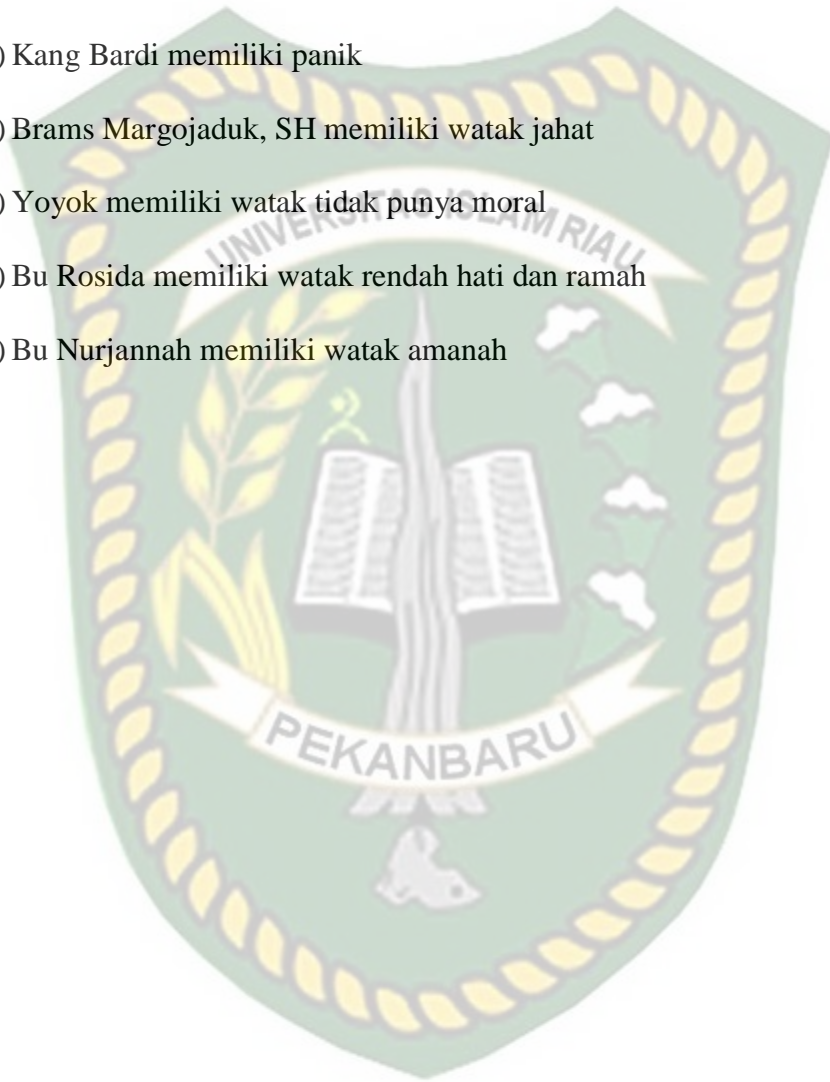 ) Kang Bardi memiliki panik
) Brams Margojaduk, SH memiliki watak jahat
) Yoyok memiliki watak tidak punya moral
UNIVERSITAS ISLAM RIAU
) Bu Rosida memiliki watak rendah hati dan ramah
) Bu Nurjannah memiliki watak amanah
PEKANBARU